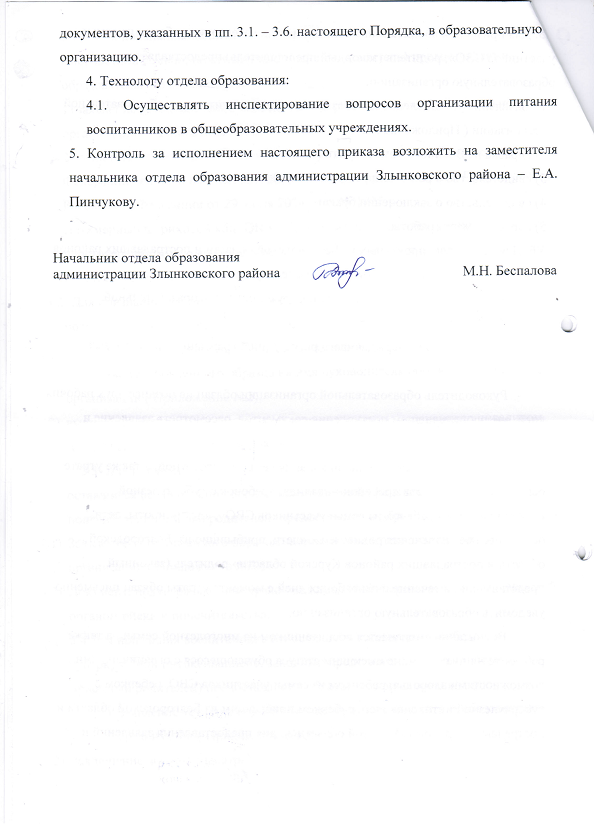 документов, указанных в пп. 3.1. – 3.6. настоящего Порядка, в образовательную
организацию.
4. Технологу отдела образования:
4.1. Осуществлять инспектирование вопросов организации питания
воспитанников в общеобразовательных учреждениях.
5. Контроль за исполнением настоящего приказа возложить на заместителя
начальника отдела образования администрации Злынковского района – Е.А.
Пинчукову.
Начальник отдела образования
администрации Злынковского района М.Н. Беспалова